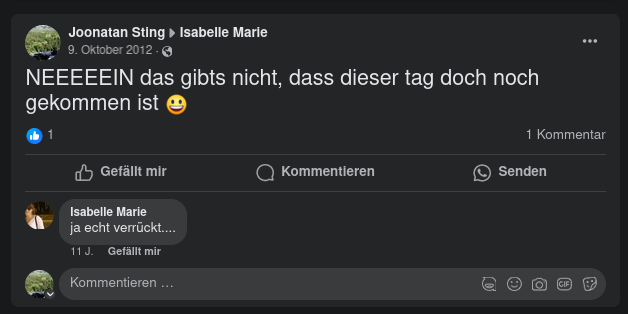 Joonatan Sting ▸ Isabelle Marie
9. Oktober 2012 ·
NEEEEEIN das gibts nicht, dass dieser tag doch noch
gekommen ist 😃
1
1 Kommentar
Gefällt mir
Kommentieren
Senden
Isabelle Marie
ja echt verrückt....
11 J. Gefällt mir
Kommentieren …
GIF